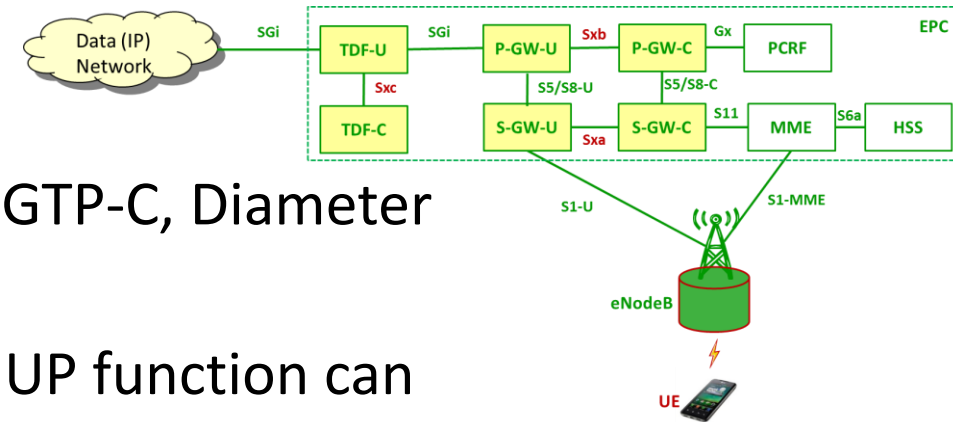 SGi
SGi
Sxb
Gx
EPC
Data (IP)
Network
TDF-U
P-GW-U
P-GW-C
PCRF
Sxc
S5/S8-U
S5/S8-C
TDF-C
S-GW-U
Sxa
S-GW-C
S11
MME
S6a
HSS
GTP-C, Diameter
S1-U
S1-MME
eNodeB
UP function can
UE